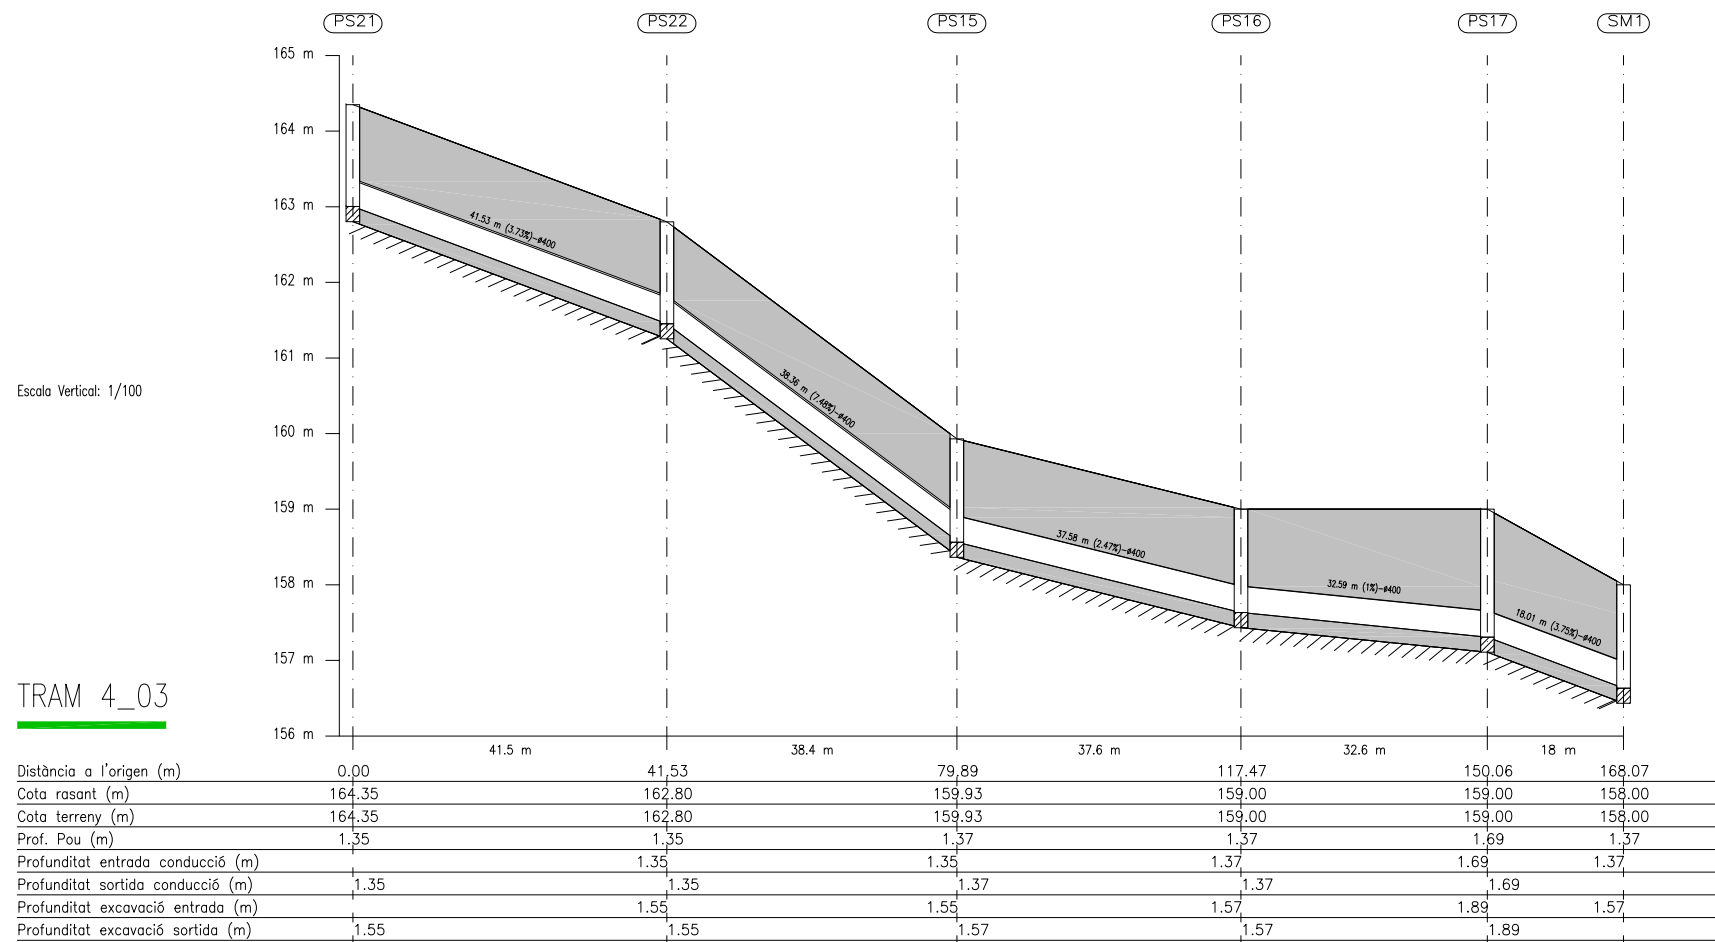 PS21 PS22 PS15 PS16 PS17 SM1
165 m
164 m
163 m
41.53 m (3.73%)-ø400
162 m
161 m
Escala Vertical: 1/100
38.36 m (7.48%)-ø400
160 m
159 m
37.58 m (2.47%)-ø400
158 m
32.59 m (1%)-ø400
18.01 m (3.75%)-ø400
157 m
TRAM 4_03
156 m
41.5 m 38.4 m 37.6 m 32.6 m 18 m
Distància a l'origen (m) 0.00 41.53 79.89 117.47 150.06 168.07
Cota rasant (m) 164.35 162.80 159.93 159.00 159.00 158.00
Cota terreny (m) 164.35 162.80 159.93 159.00 159.00 158.00
Prof. Pou (m) 1.35 1.35 1.37 1.37 1.69 1.37
Profunditat entrada conducció (m) 1.35 1.35 1.37 1.69 1.37
Profunditat sortida conducció (m) 1.35 1.35 1.37 1.37 1.69
Profunditat excavació entrada (m) 1.55 1.55 1.57 1.89 1.57
Profunditat excavació sortida (m) 1.55 1.55 1.57 1.57 1.89